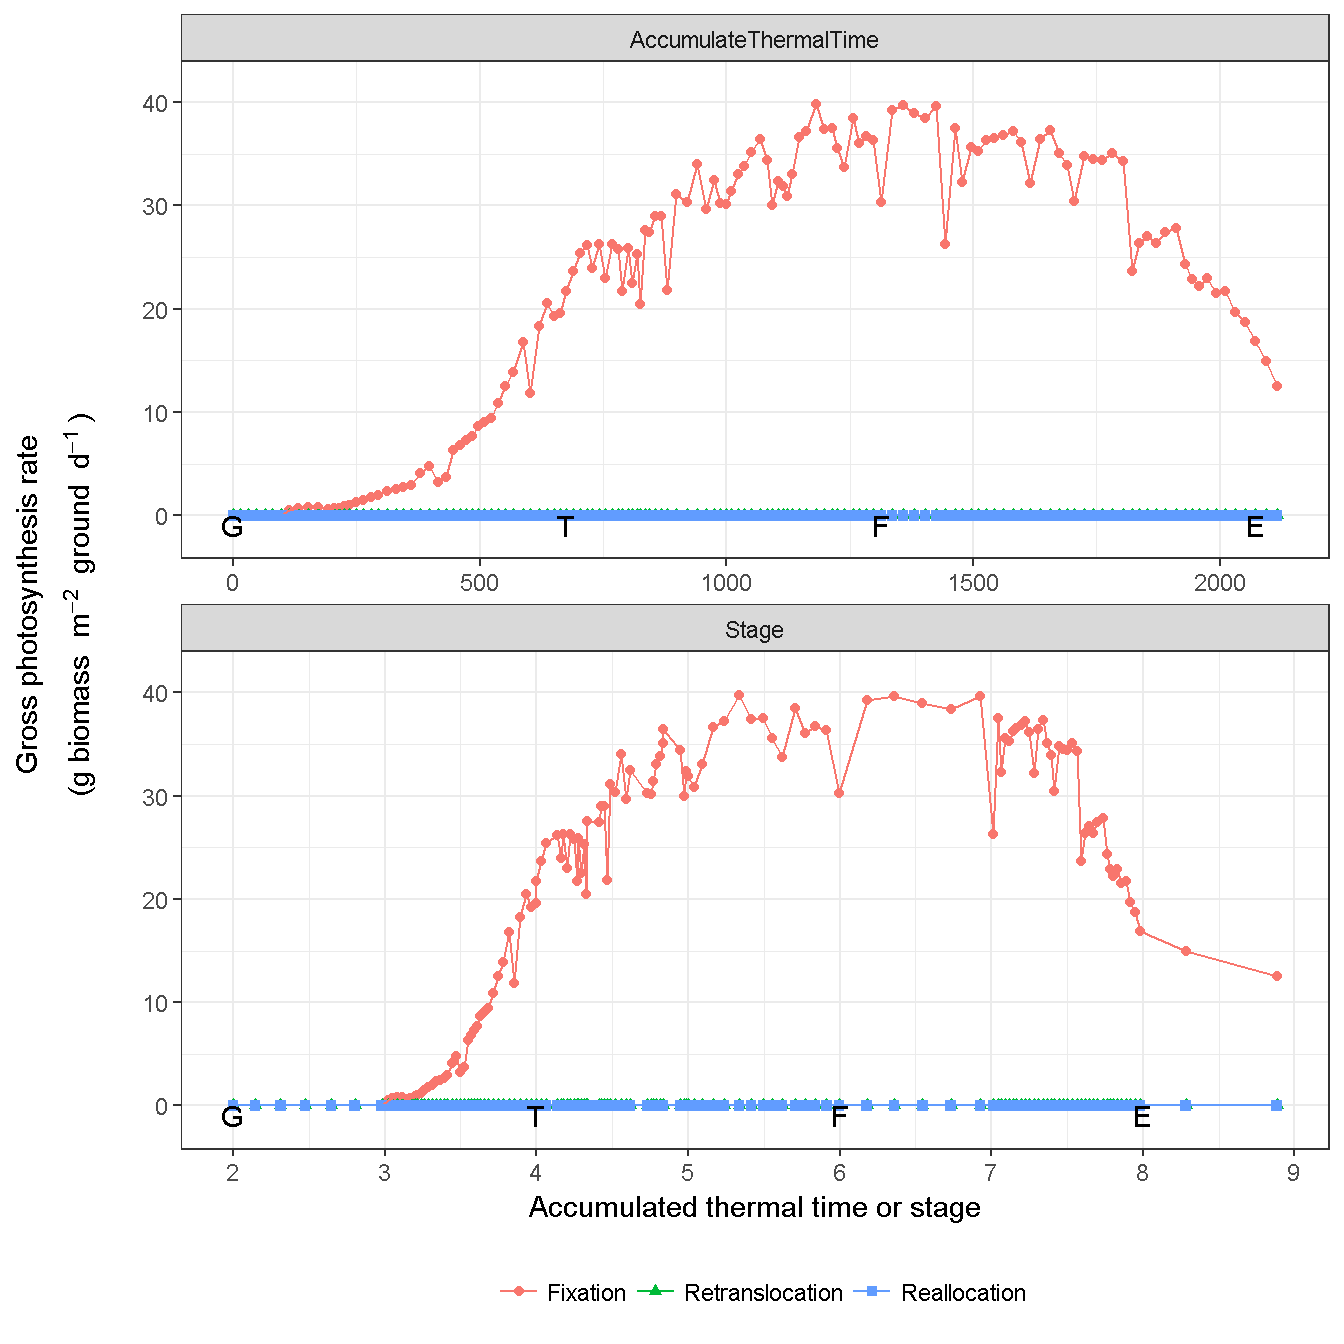 AccumulateThermalTime
40
30
20
10
0
G T F E
0 500 1000 1500 2000
Stage
40
30
20
10
0
G T F E
2 3 4 5 6 7 8 9
Accumulated thermal time or stage
Gross photosynthesis rate
(g biomass m⁻² ground d⁻¹)
Fixation Retranslocation Reallocation